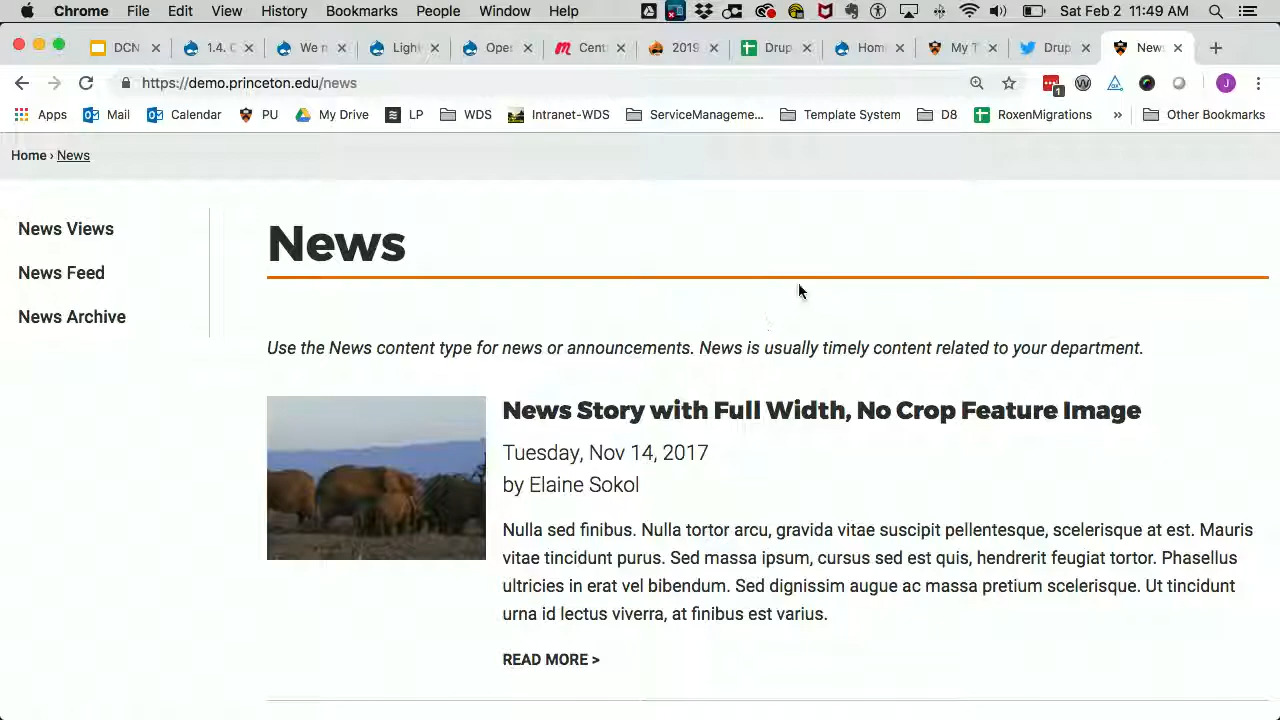 Chrome File Edit View History Bookmarks People Window Help Sat Feb 2 11:49 AM
DCN 1.4. C We n Ligh Ope Cent 2019 Drup Hom My T Drup New
https://demo.princeton.edu/news 1 J
Apps Mail Calendar PU My Drive LP WDS Intranet-WDS ServiceManageme... Template System D8 RoxenMigrations » Other Bookmarks
Home › News
News Views
News Feed
News Archive
News
Use the News content type for news or announcements. News is usually timely content related to your department.
News Story with Full Width, No Crop Feature Image
Tuesday, Nov 14, 2017
by Elaine Sokol
Nulla sed finibus. Nulla tortor arcu, gravida vitae suscipit pellentesque, scelerisque at est. Mauris
vitae tincidunt purus. Sed massa ipsum, cursus sed est quis, hendrerit feugiat tortor. Phasellus
ultricies in erat vel bibendum. Sed dignissim augue ac massa pretium scelerisque. Ut tincidunt
urna id lectus viverra, at finibus est varius.
READ MORE >